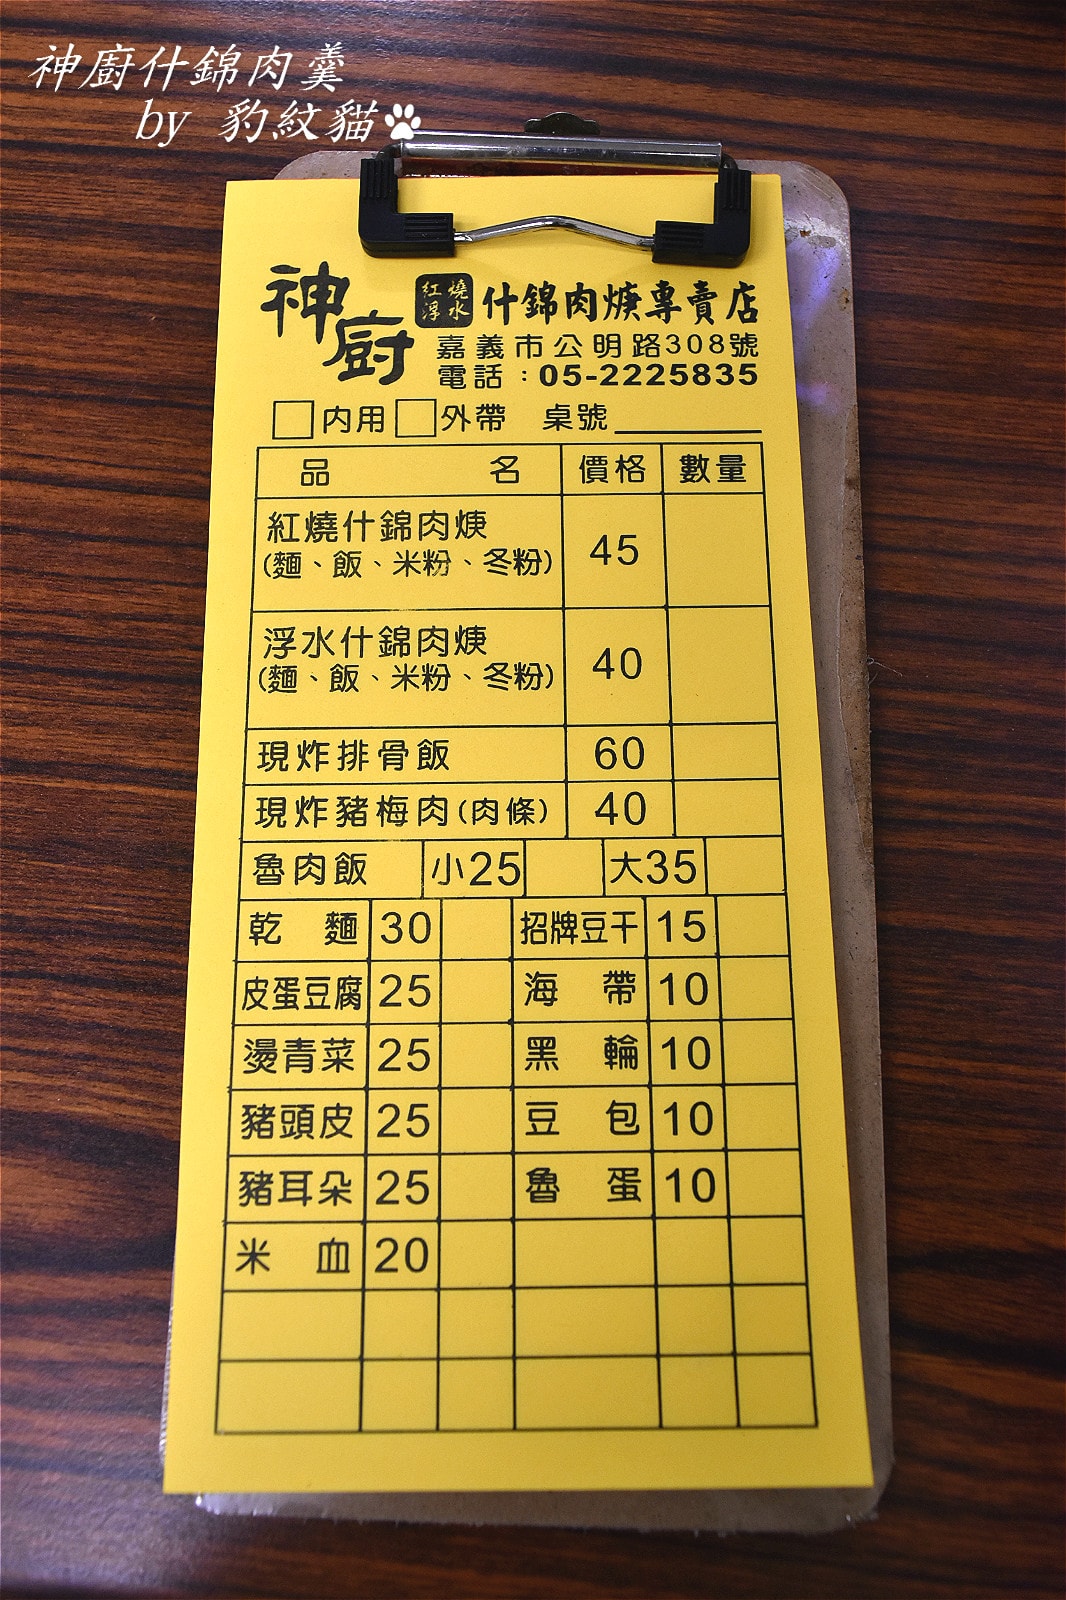 神廚什錦肉羹
by 豹紋貓
神廚
紅燒
浮水
什錦肉焿專賣店
嘉義市公明路308號
電話：05-2225835
內用 外帶 桌號
品名 價格 數量
紅燒什錦肉焿
(麵、飯、米粉、冬粉) 45
浮水什錦肉焿
(麵、飯、米粉、冬粉) 40
現炸排骨飯 60
現炸豬梅肉(肉條) 40
魯肉飯 小25 大35
乾麵 30 招牌豆干 15
皮蛋豆腐 25 海帶 10
燙青菜 25 黑輪 10
豬頭皮 25 豆包 10
豬耳朵 25 魯蛋 10
米血 20